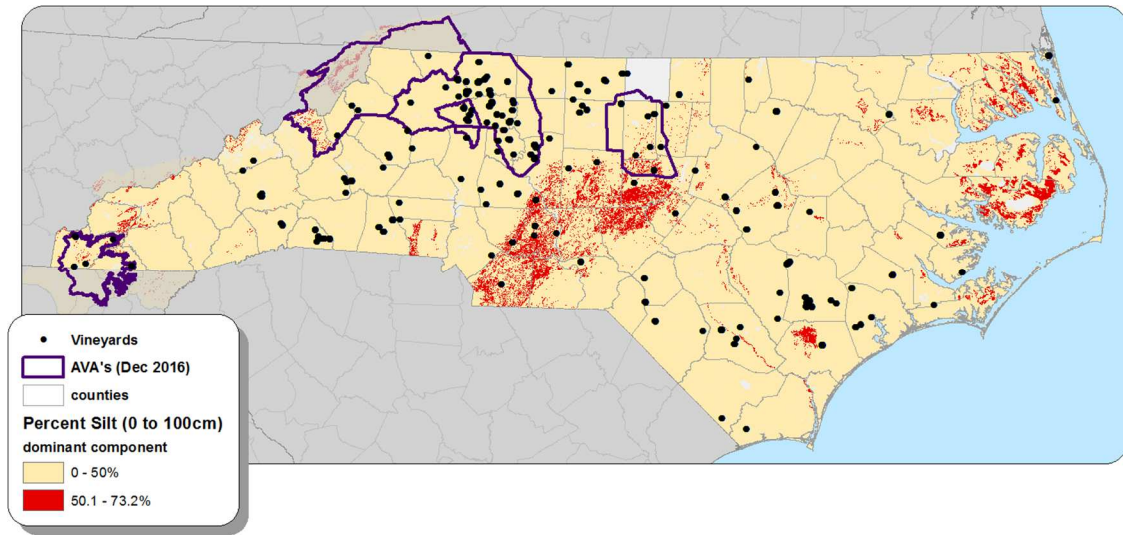 Vineyards
AVA's (Dec 2016)
counties
Percent Silt (0 to 100cm)
dominant component
0 - 50%
50.1 - 73.2%